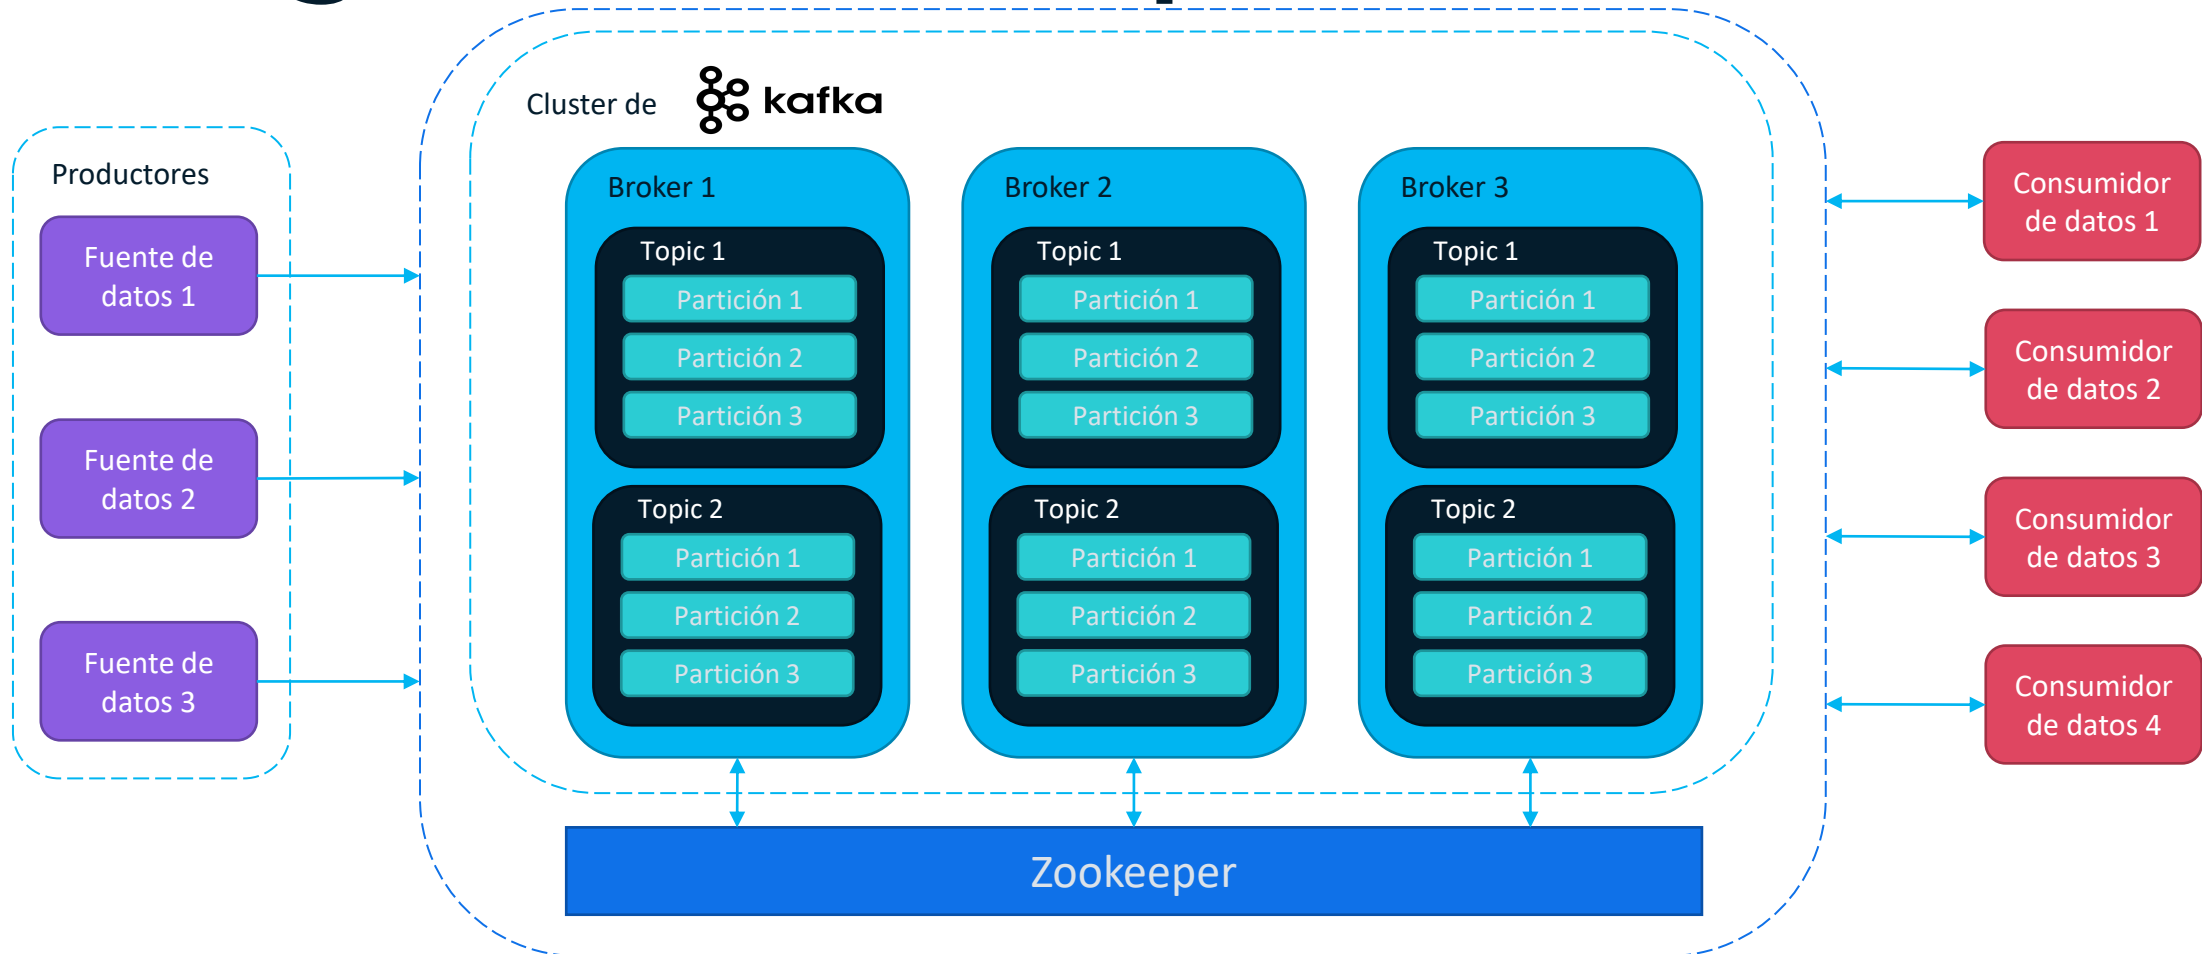 Cluster de kafka
Productores
Fuente de
datos 1
Fuente de
datos 2
Fuente de
datos 3
Broker 1
Topic 1
Partición 1
Partición 2
Partición 3
Topic 2
Partición 1
Partición 2
Partición 3
Broker 2
Topic 1
Partición 1
Partición 2
Partición 3
Topic 2
Partición 1
Partición 2
Partición 3
Broker 3
Topic 1
Partición 1
Partición 2
Partición 3
Topic 2
Partición 1
Partición 2
Partición 3
Zookeeper
Consumidor
de datos 1
Consumidor
de datos 2
Consumidor
de datos 3
Consumidor
de datos 4